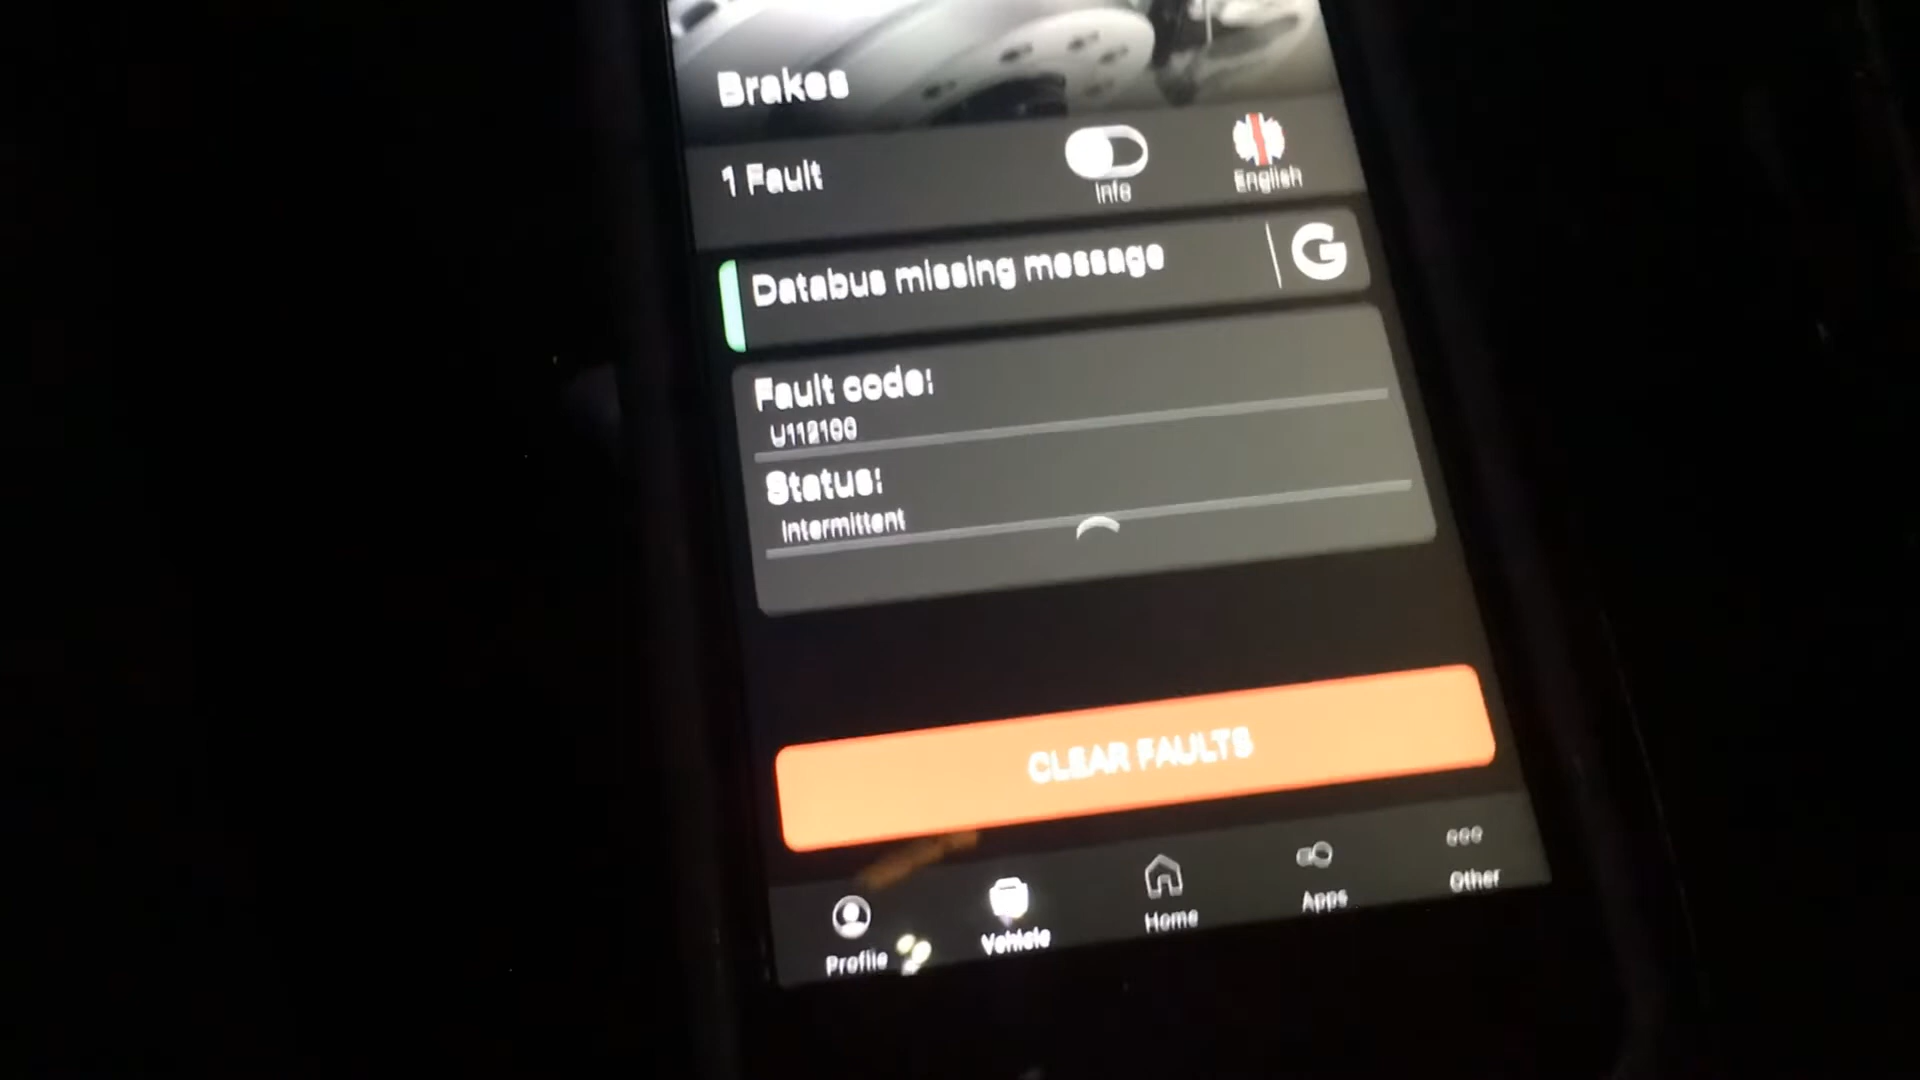 Brakes
1 Fault
Info
English
Databus missing message
G
Fault code:
U112100
Status:
Intermittent
CLEAR FAULTS
Profile
Vehicle
Home
Apps
Other